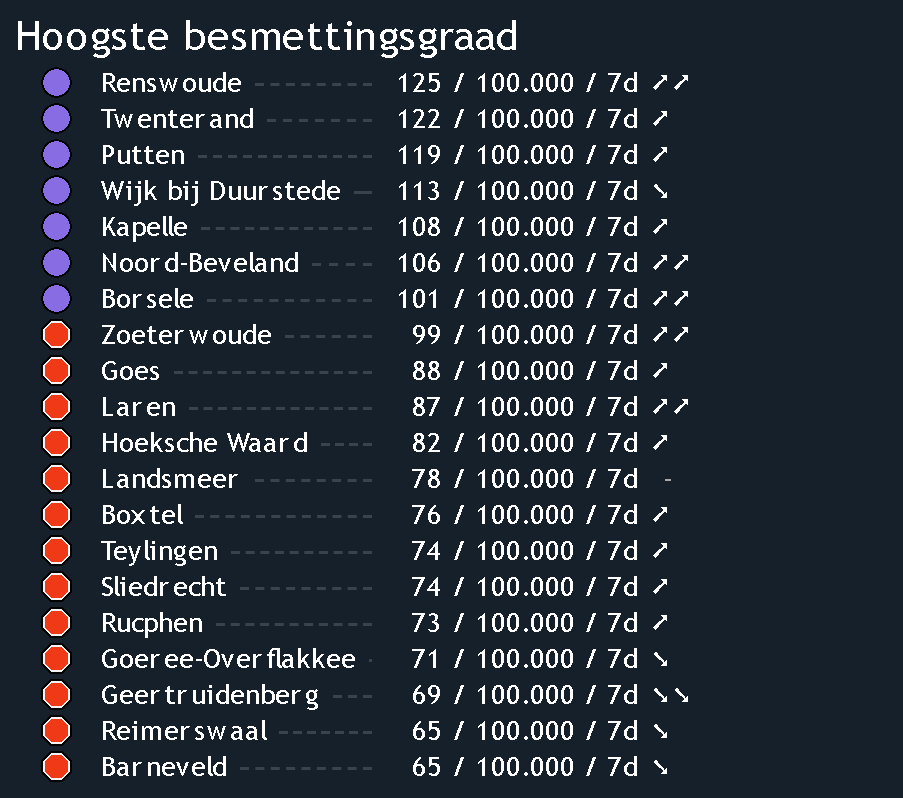 Hoogste besmettingsgraad
Renswoude -------- 125 / 100.000 / 7d ➚➚
Twenterand ------- 122 / 100.000 / 7d ➚
Putten ------------ 119 / 100.000 / 7d ➚
Wijk bij Duurstede — 113 / 100.000 / 7d ➘
Kapelle ------------ 108 / 100.000 / 7d ➚
Noord-Beveland ---- 106 / 100.000 / 7d ➚➚
Borsele ----------- 101 / 100.000 / 7d ➚➚
Zoeterwoude ------ 99 / 100.000 / 7d ➚➚
Goes -------------- 88 / 100.000 / 7d ➚
Laren ------------- 87 / 100.000 / 7d ➚➚
Hoeksche Waard ---- 82 / 100.000 / 7d ➚
Landsmeer -------- 78 / 100.000 / 7d -
Boxtel ------------ 76 / 100.000 / 7d ➚
Teylingen ---------- 74 / 100.000 / 7d ➚
Sliedrecht --------- 74 / 100.000 / 7d ➚
Rucphen ----------- 73 / 100.000 / 7d ➚
Goeree-Overflakkee - 71 / 100.000 / 7d ➘
Geertruidenberg --- 69 / 100.000 / 7d ➘➘
Reimerswaal ------- 65 / 100.000 / 7d ➘
Barneveld --------- 65 / 100.000 / 7d ➘